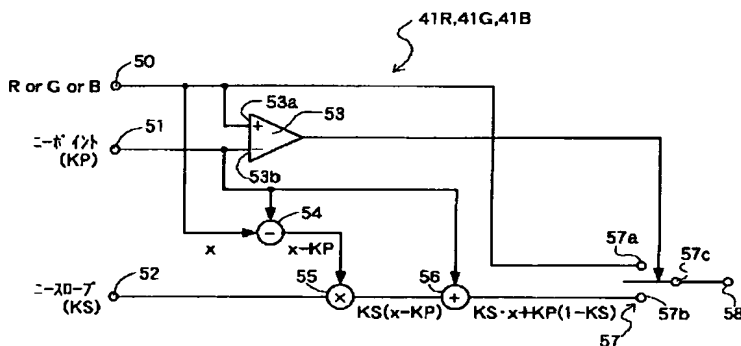 41R,41G,41B
50
R or G or B
53a
53
51
ニーポイント
(KP)
53b
54
57a
x
x-KP
57c
52
55
56
ニースロープ
(KS)
KS(x-KP)
KS·x+KP(1-KS)
57
57b
58